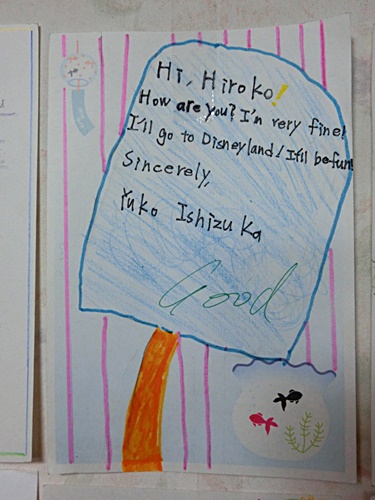 Hi, Hiroko!
How are you? I'm very fine!
I'll go to Disneyland! It'll be fun!
Sincerely,
Yuko Ishizuka
Good